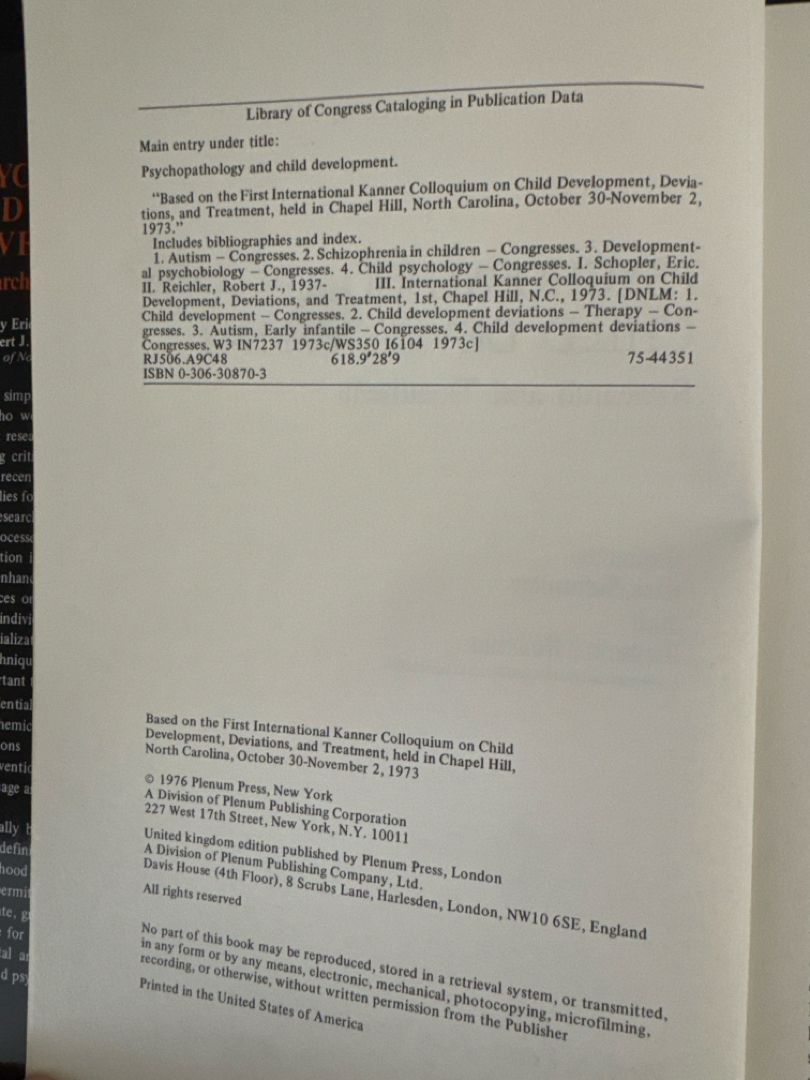 Library of Congress Cataloging in Publication Data
Main entry under title:
Psychopathology and child development.
"Based on the First International Kanner Colloquium on Child Development, Devia-
tions, and Treatment, held in Chapel Hill, North Carolina, October 30-November 2,
1973."
Includes bibliographies and index.
1. Autism – Congresses. 2. Schizophrenia in children – Congresses. 3. Development-
al psychobiology – Congresses. 4. Child psychology – Congresses. I. Schopler, Eric.
II. Reichler, Robert J., 1937- III. International Kanner Colloquium on Child
Development, Deviations, and Treatment, 1st, Chapel Hill, N.C., 1973. [DNLM: 1.
Child development – Congresses. 2. Child development deviations – Therapy – Con-
gresses. 3. Autism, Early infantile – Congresses. 4. Child development deviations –
Congresses. W3 IN7237 1973c/WS350 I6104 1973c]
RJ506.A9C48 618.9'28'9 75-44351
ISBN 0-306-30870-3
Based on the First International Kanner Colloquium on Child
Development, Deviations, and Treatment, held in Chapel Hill,
North Carolina, October 30-November 2, 1973
© 1976 Plenum Press, New York
A Division of Plenum Publishing Corporation
227 West 17th Street, New York, N.Y. 10011
United kingdom edition published by Plenum Press, London
A Division of Plenum Publishing Company, Ltd.
Davis House (4th Floor), 8 Scrubs Lane, Harlesden, London, NW10 6SE, England
All rights reserved
No part of this book may be reproduced, stored in a retrieval system, or transmitted,
in any form or by any means, electronic, mechanical, photocopying, microfilming,
recording, or otherwise, without written permission from the Publisher
Printed in the United States of America